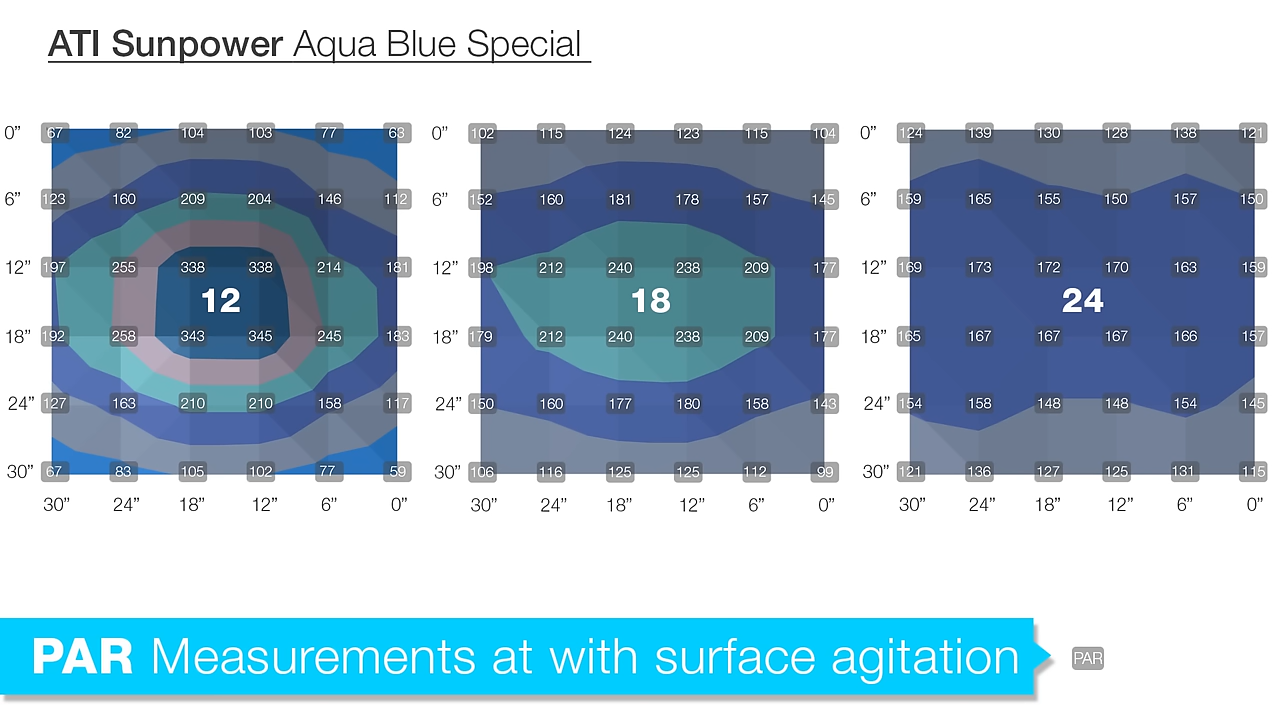 ATI Sunpower Aqua Blue Special
0” 67 82 104 103 77 63 0” 102 115 124 123 115 104 0” 124 139 130 128 138 121
6” 123 160 209 204 146 112 6” 152 160 181 178 157 145 6” 159 165 155 150 157 150
12” 197 255 338 338 214 181 12” 198 212 240 238 209 177 12” 169 173 172 170 163 159
12 18 24
18” 192 258 343 345 245 183 18” 179 212 240 238 209 177 18” 165 167 167 167 166 157
24” 127 163 210 210 158 117 24” 150 160 177 180 158 143 24” 154 158 148 148 154 145
30” 67 83 105 102 77 59 30” 106 116 125 125 112 99 30” 121 136 127 125 131 115
30” 24” 18” 12” 6” 0” 30” 24” 18” 12” 6” 0” 30” 24” 18” 12” 6” 0”
PAR Measurements at with surface agitation PAR